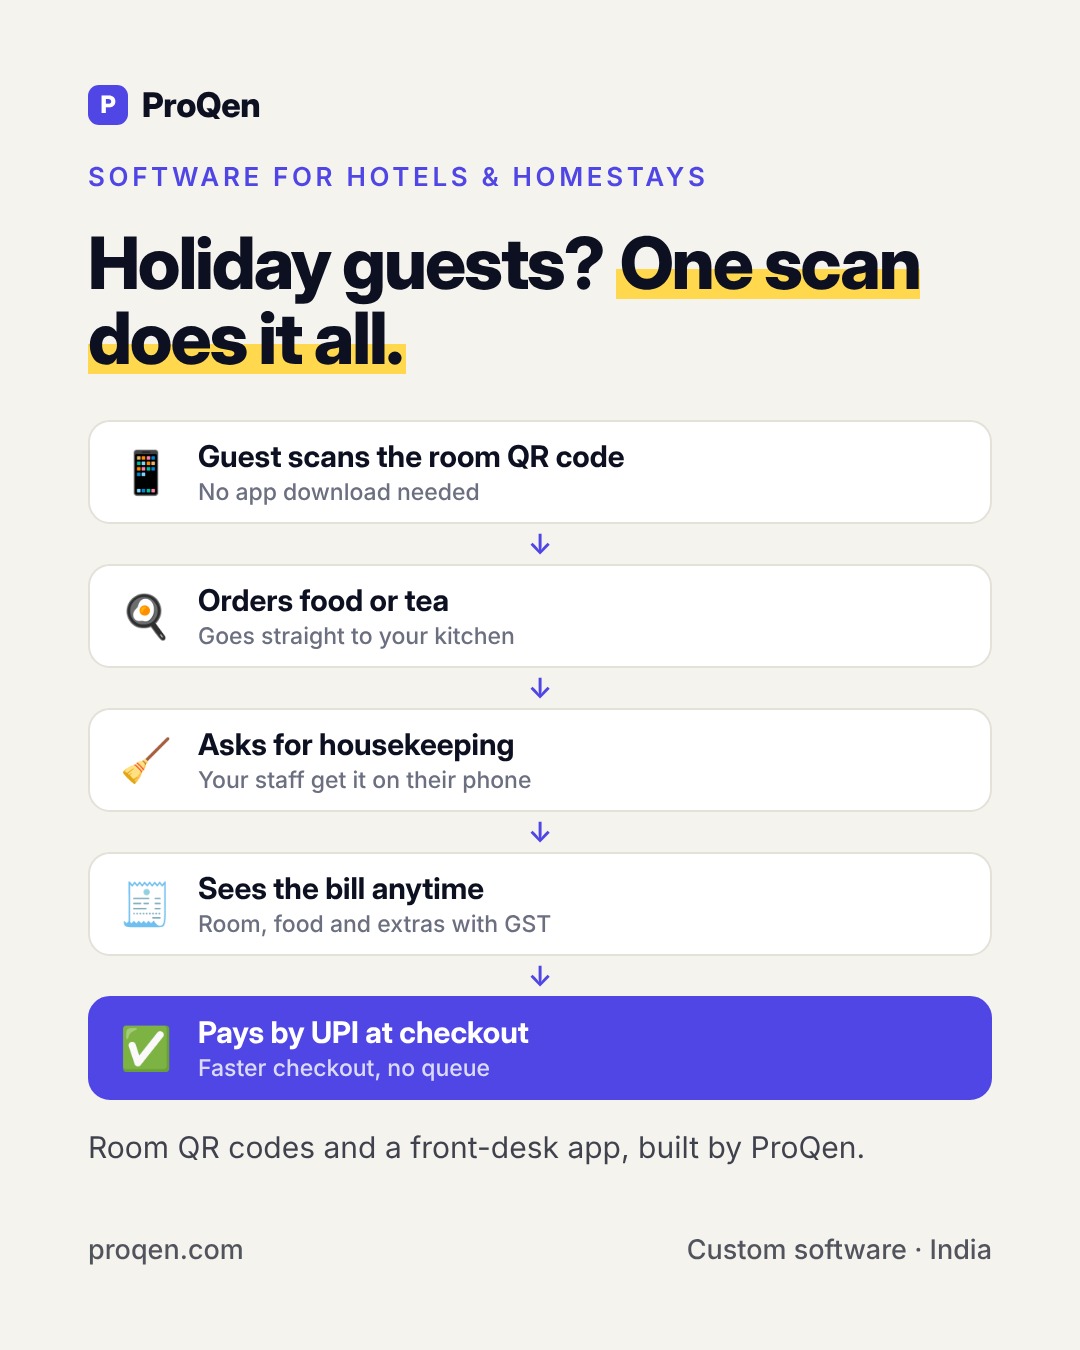 P ProQen
SOFTWARE FOR HOTELS & HOMESTAYS
Holiday guests? One scan
does it all.
Guest scans the room QR code
No app download needed
↓
Orders food or tea
Goes straight to your kitchen
↓
Asks for housekeeping
Your staff get it on their phone
↓
Sees the bill anytime
Room, food and extras with GST
↓
Pays by UPI at checkout
Faster checkout, no queue
Room QR codes and a front-desk app, built by ProQen.
proqen.com
Custom software · India